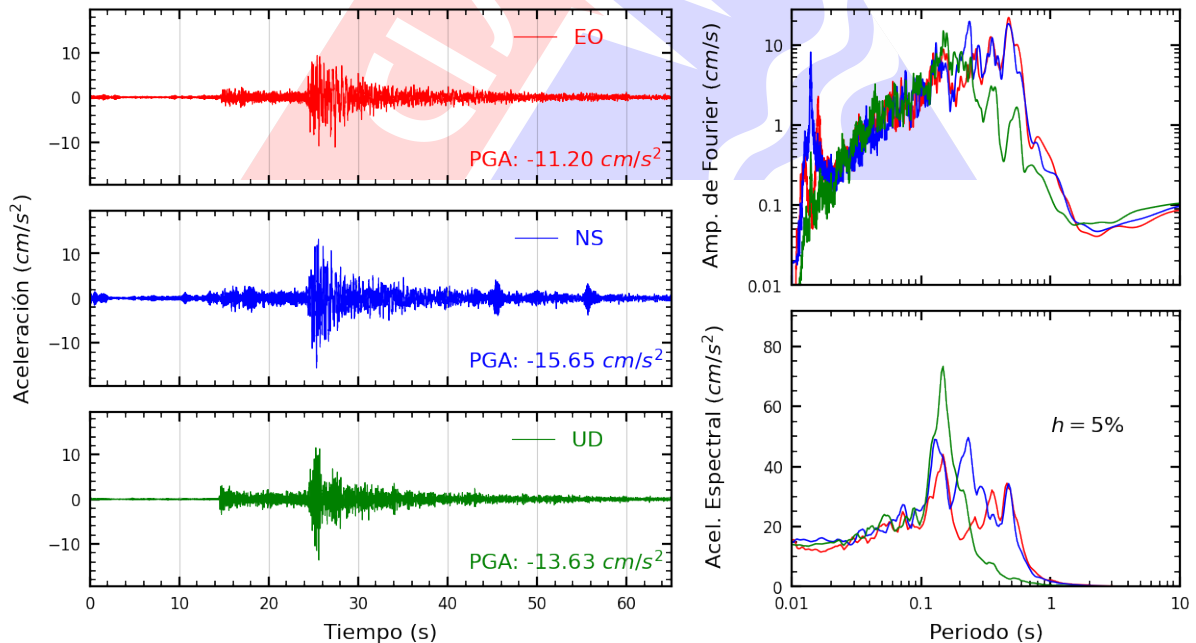 Aceleración (cm/s²)
10
0
−10
EO
PGA: -11.20 cm/s²
10
0
−10
NS
PGA: -15.65 cm/s²
10
0
−10
UD
PGA: -13.63 cm/s²
0 10 20 30 40 50 60
Tiempo (s)
Amp. de Fourier (cm/s)
10
1
0.1
0.01
Acel. Espectral (cm/s²)
80
60
40
20
0
h = 5%
0.01 0.1 1 10
Periodo (s)